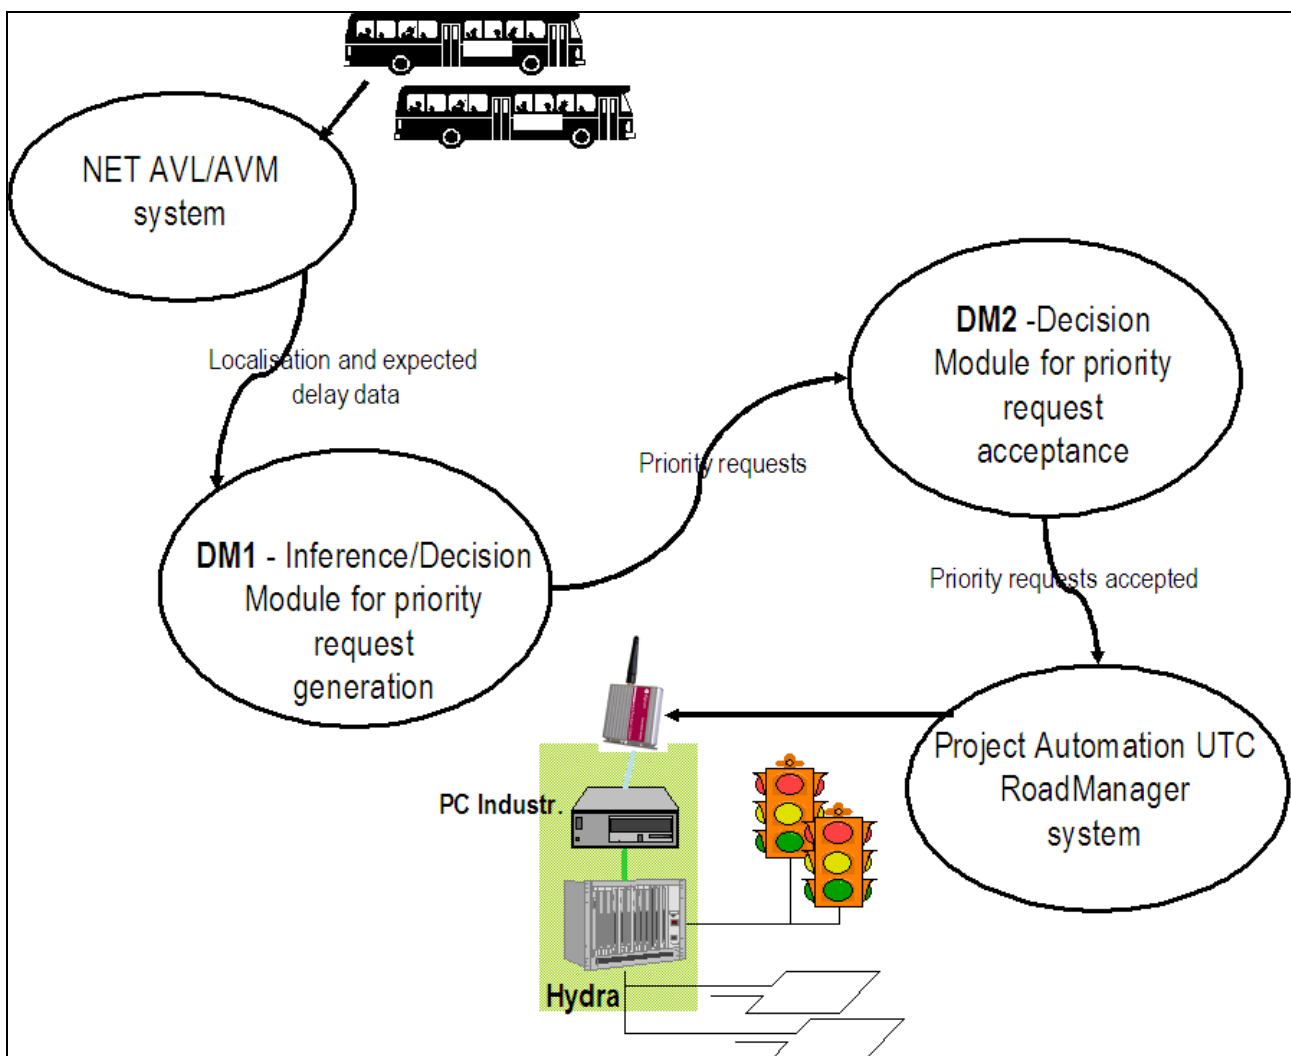 NET AVL/AVM
system
Localisation and expected
delay data
DM1 - Inference/Decision
Module for priority
request
generation
Priority requests
DM2 -Decision
Module for priority
request
acceptance
Priority requests accepted
Project Automation UTC
RoadManager
system
PC Industr.
Hydra